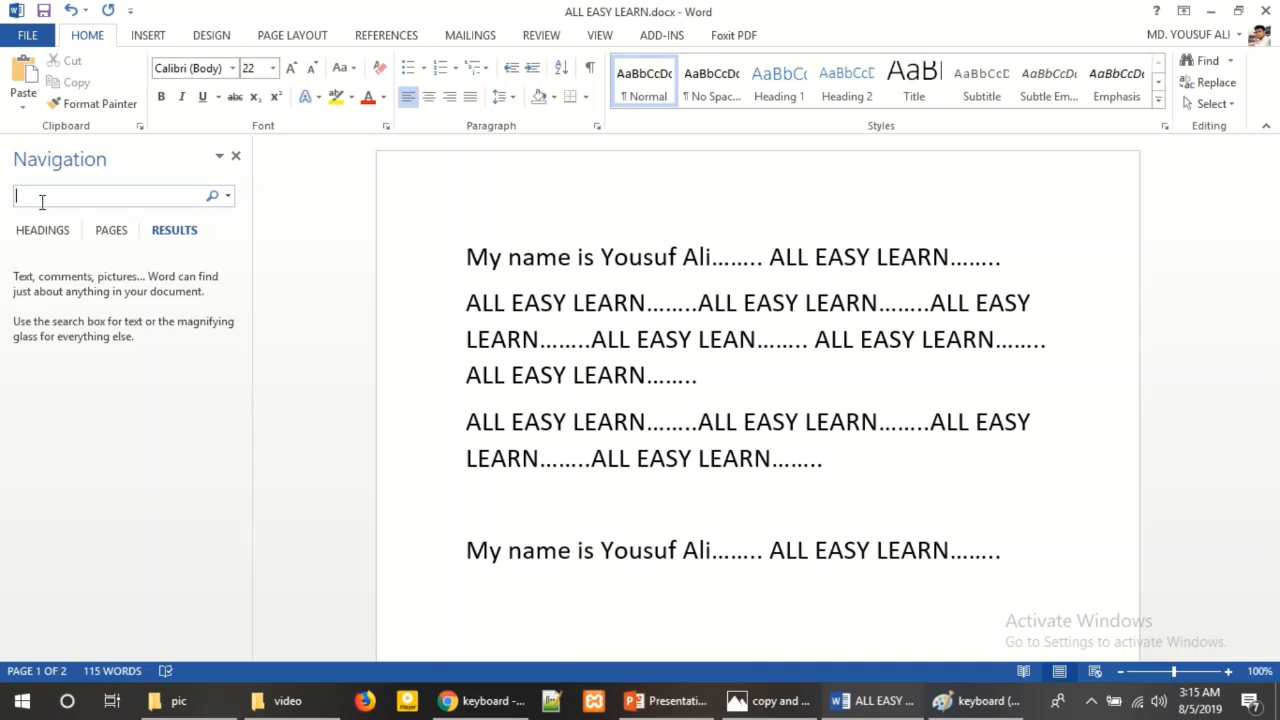 ALL EASY LEARN.docx - Word
FILE HOME INSERT DESIGN PAGE LAYOUT REFERENCES MAILINGS REVIEW VIEW ADD-INS Foxit PDF MD. YOUSUF ALI
Paste
Cut
Copy
Format Painter
Clipboard
Calibri (Body) 22
Font
Paragraph
AaBbCcDc AaBbCcDc AaBbCc AaBbCcD AaBl AaBbCcD AaBbCcDc AaBbCcDc
¶ Normal ¶ No Spac... Heading 1 Heading 2 Title Subtitle Subtle Em... Emphasis
Styles
Find
Replace
Select
Editing
Navigation
HEADINGS PAGES RESULTS
Text, comments, pictures... Word can find
just about anything in your document.
Use the search box for text or the magnifying
glass for everything else.
My name is Yousuf Ali…….. ALL EASY LEARN……..
ALL EASY LEARN……..ALL EASY LEARN……..ALL EASY
LEARN……..ALL EASY LEAN…….. ALL EASY LEARN……..
ALL EASY LEARN……..
ALL EASY LEARN……..ALL EASY LEARN……..ALL EASY
LEARN……..ALL EASY LEARN……..
My name is Yousuf Ali…….. ALL EASY LEARN……..
Activate Windows
Go to Settings to activate Windows.
PAGE 1 OF 2 115 WORDS 100%
pic video keyboard -... Presentati... copy and ... ALL EASY ... keyboard (... 3:15 AM
8/5/2019